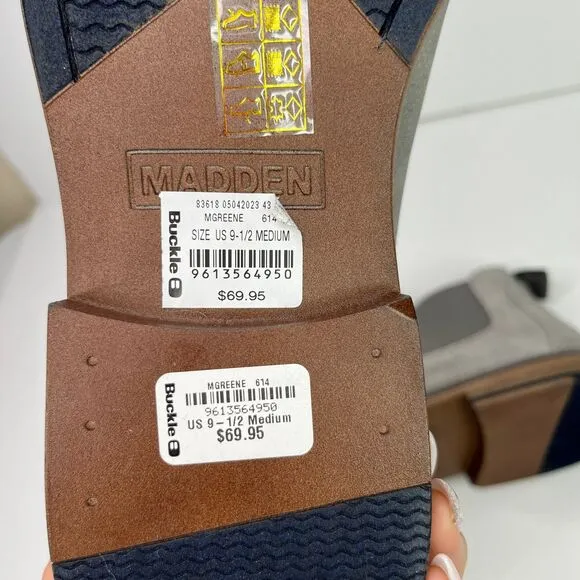 MADDEN
83618 05042023 43
MGREENE 614
SIZE US 9-1/2 MEDIUM
9613564950
$69.95
Buckle B
MGREENE 614
9613564950
US 9-1/2 Medium
$69.95
Buckle B